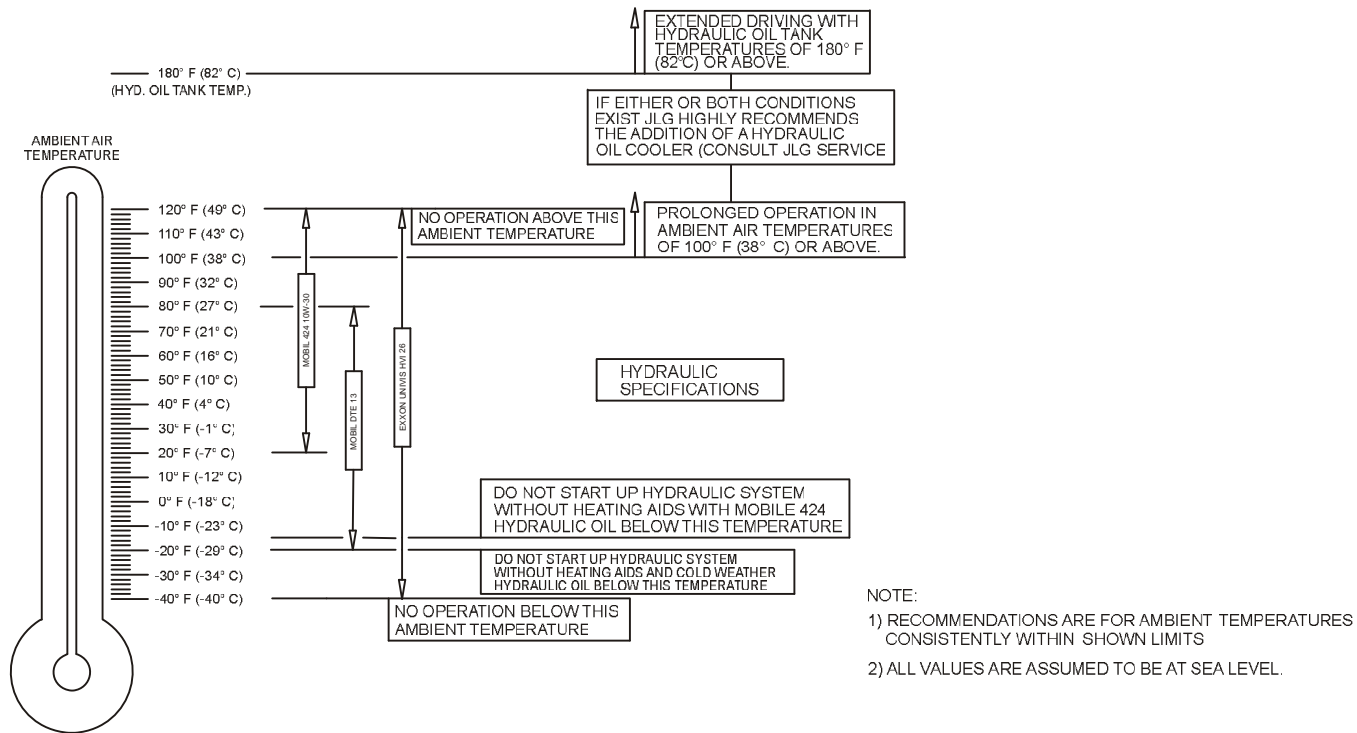 EXTENDED DRIVING WITH
HYDRAULIC OIL TANK
TEMPERATURES OF 180° F
(82°C) OR ABOVE.
180° F (82° C)
(HYD. OIL TANK TEMP.)
IF EITHER OR BOTH CONDITIONS
EXIST JLG HIGHLY RECOMMENDS
THE ADDITION OF A HYDRAULIC
OIL COOLER (CONSULT JLG SERVICE
AMBIENT AIR
TEMPERATURE
120° F (49° C)
110° F (43° C)
100° F (38° C)
90° F (32° C)
80° F (27° C)
70° F (21° C)
60° F (16° C)
50° F (10° C)
40° F (4° C)
30° F (-1° C)
20° F (-7° C)
10° F (-12° C)
0° F (-18° C)
-10° F (-23° C)
-20° F (-29° C)
-30° F (-34° C)
-40° F (-40° C)
MOBIL 424 10W-30
MOBIL DTE 13
EXXON UNIVIS HVI 26
NO OPERATION ABOVE THIS
AMBIENT TEMPERATURE
PROLONGED OPERATION IN
AMBIENT AIR TEMPERATURES
OF 100° F (38° C) OR ABOVE.
HYDRAULIC
SPECIFICATIONS
DO NOT START UP HYDRAULIC SYSTEM
WITHOUT HEATING AIDS WITH MOBILE 424
HYDRAULIC OIL BELOW THIS TEMPERATURE
DO NOT START UP HYDRAULIC SYSTEM
WITHOUT HEATING AIDS AND COLD WEATHER
HYDRAULIC OIL BELOW THIS TEMPERATURE
NO OPERATION BELOW THIS
AMBIENT TEMPERATURE
NOTE:
1) RECOMMENDATIONS ARE FOR AMBIENT TEMPERATURES
CONSISTENTLY WITHIN SHOWN LIMITS
2) ALL VALUES ARE ASSUMED TO BE AT SEA LEVEL.